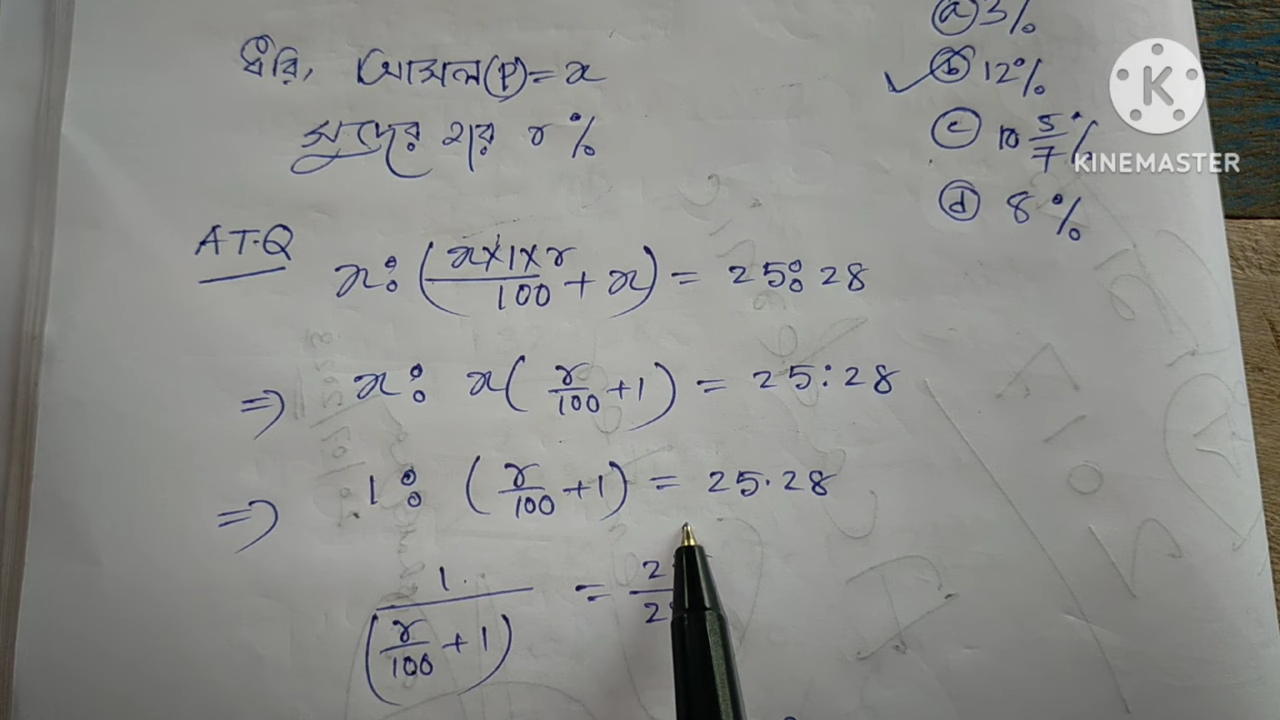 ⓐ 3%
ধরি, আসল(P) = x
ⓑ 12%
সুদের হার r%
ⓒ 10 5/7 %
KINEMASTER
ⓓ 8%
A.T.Q
x : (x×1×r/100 + x) = 25 : 28
⇒ x : x(r/100 + 1) = 25 : 28
⇒ 1 : (r/100 + 1) = 25.28
1/(r/100 + 1) =